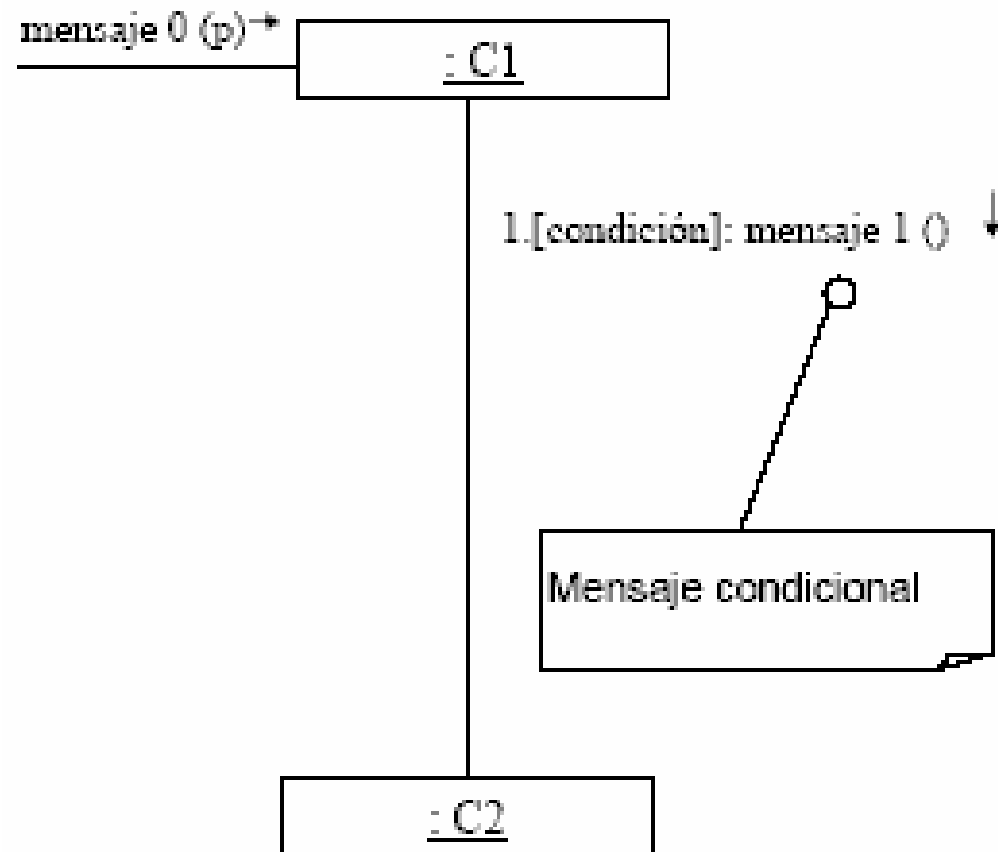 mensaje 0 (p)→
: C1
1.[condición]: mensaje 1 () ↓
Mensaje condicional
: C2